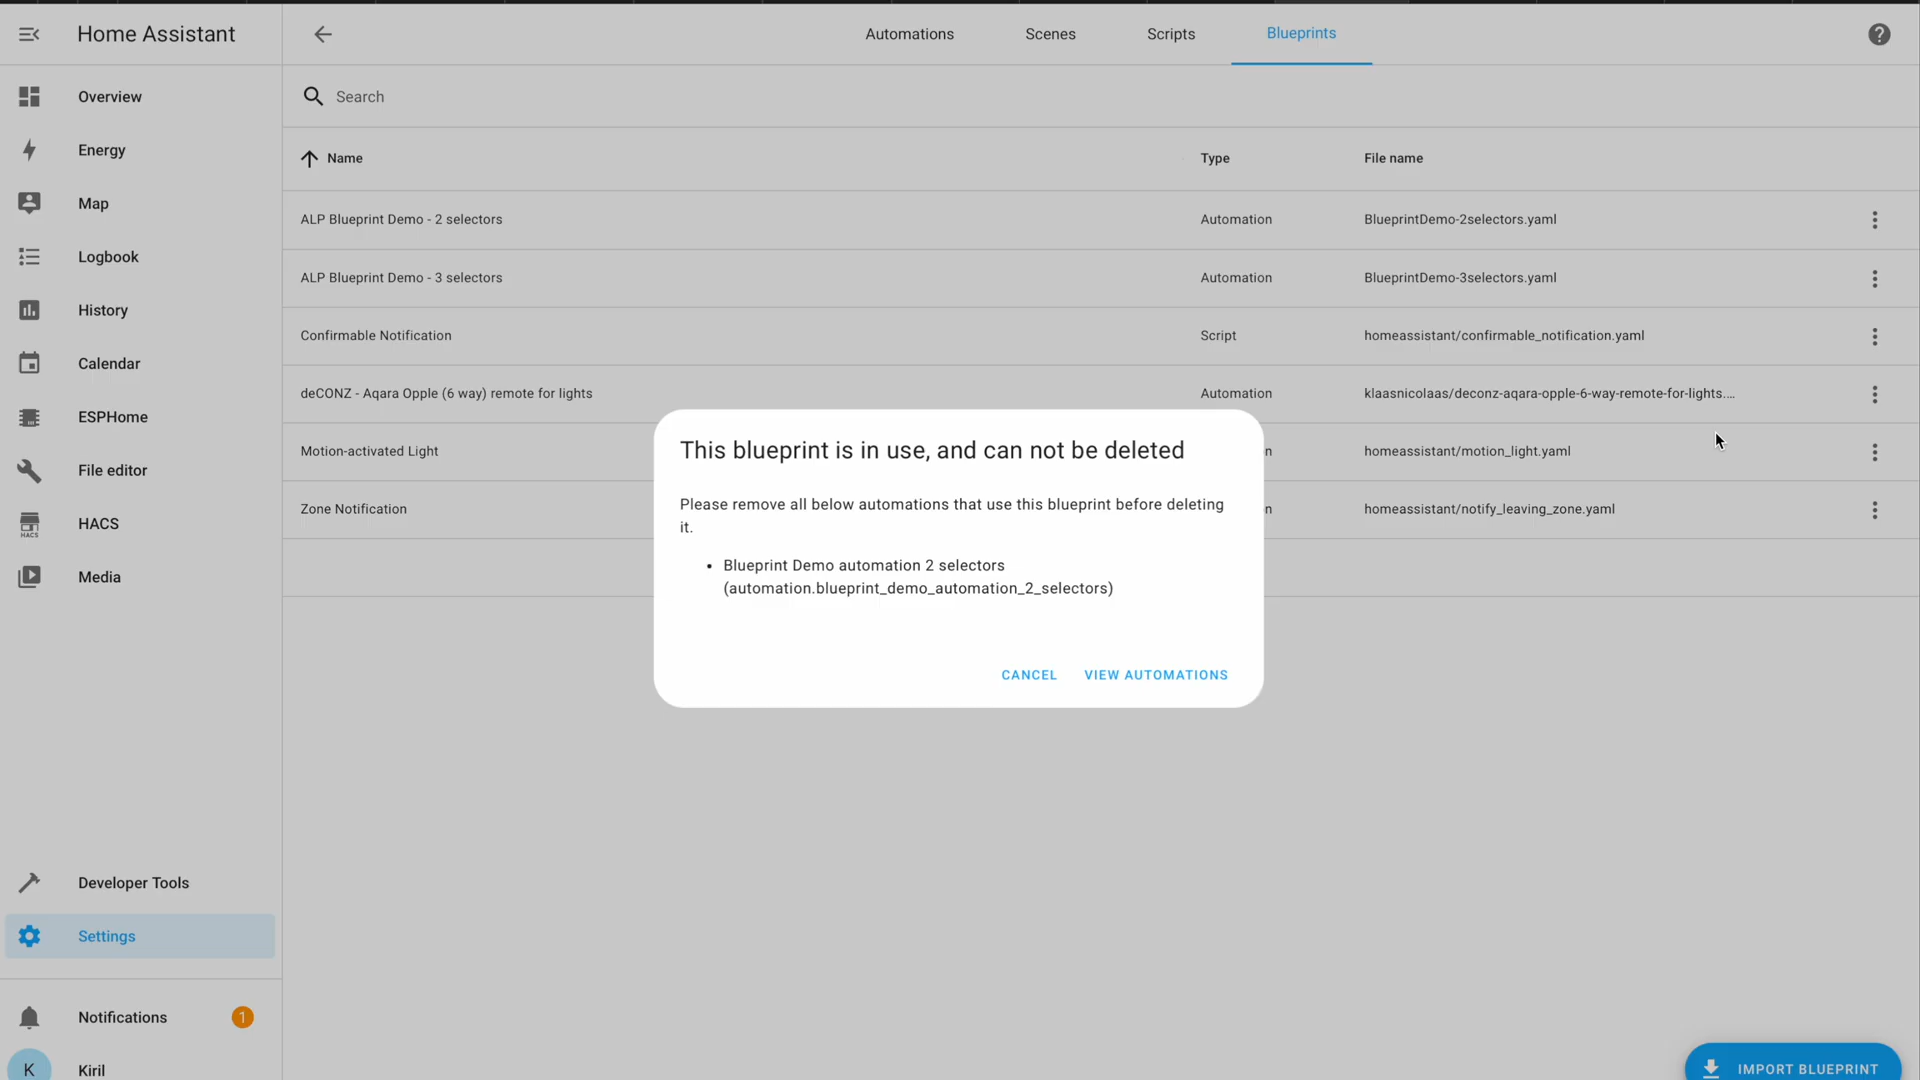 Home Assistant
Automations
Scenes
Scripts
Blueprints
Overview
Energy
Map
Logbook
History
Calendar
ESPHome
File editor
HACS
HACS
Media
Developer Tools
Settings
Notifications
1
K
Kiril
Search
Name
Type
File name
ALP Blueprint Demo - 2 selectors
Automation
BlueprintDemo-2selectors.yaml
ALP Blueprint Demo - 3 selectors
Automation
BlueprintDemo-3selectors.yaml
Confirmable Notification
Script
homeassistant/confirmable_notification.yaml
deCONZ - Aqara Opple (6 way) remote for lights
Automation
klaasnicolaas/deconz-aqara-opple-6-way-remote-for-lights....
Motion-activated Light
n
homeassistant/motion_light.yaml
Zone Notification
n
homeassistant/notify_leaving_zone.yaml
This blueprint is in use, and can not be deleted
Please remove all below automations that use this blueprint before deleting
it.
• Blueprint Demo automation 2 selectors
(automation.blueprint_demo_automation_2_selectors)
CANCEL
VIEW AUTOMATIONS
IMPORT BLUEPRINT